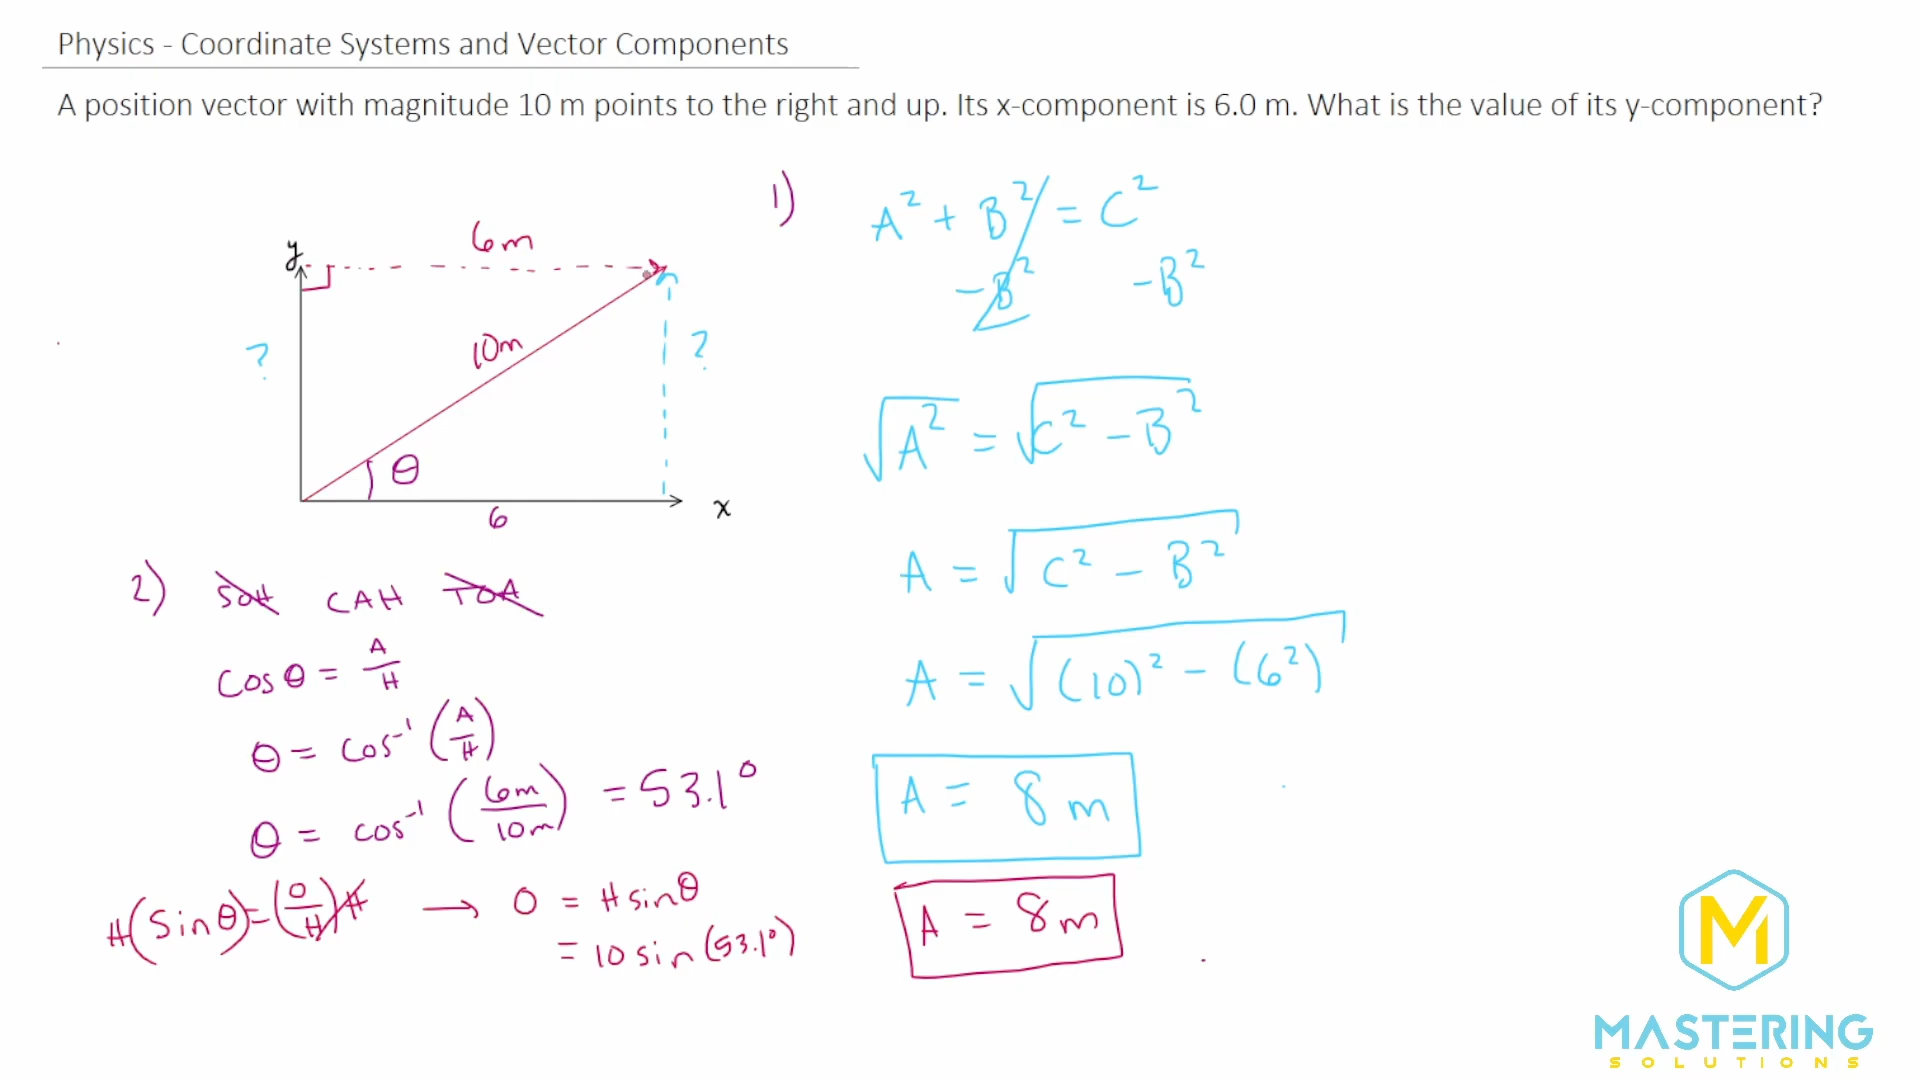 Physics - Coordinate Systems and Vector Components
A position vector with magnitude 10 m points to the right and up. Its x-component is 6.0 m. What is the value of its y-component?
y
6m
?
10m
?
θ
6
x
1)
A² + B² = C²
-B² -B²
√A² = √C² - B²
A = √C² - B²
A = √(10)² - (6²)
A = 8 m
2) SOH CAH TOA
Cos θ = A/H
θ = cos⁻¹ (A/H)
θ = cos⁻¹ (6m/10m) = 53.1°
H(Sin θ) = (O/H)H → O = H sin θ
= 10 sin (53.1°)
A = 8m
MASTERING
SOLUTIONS